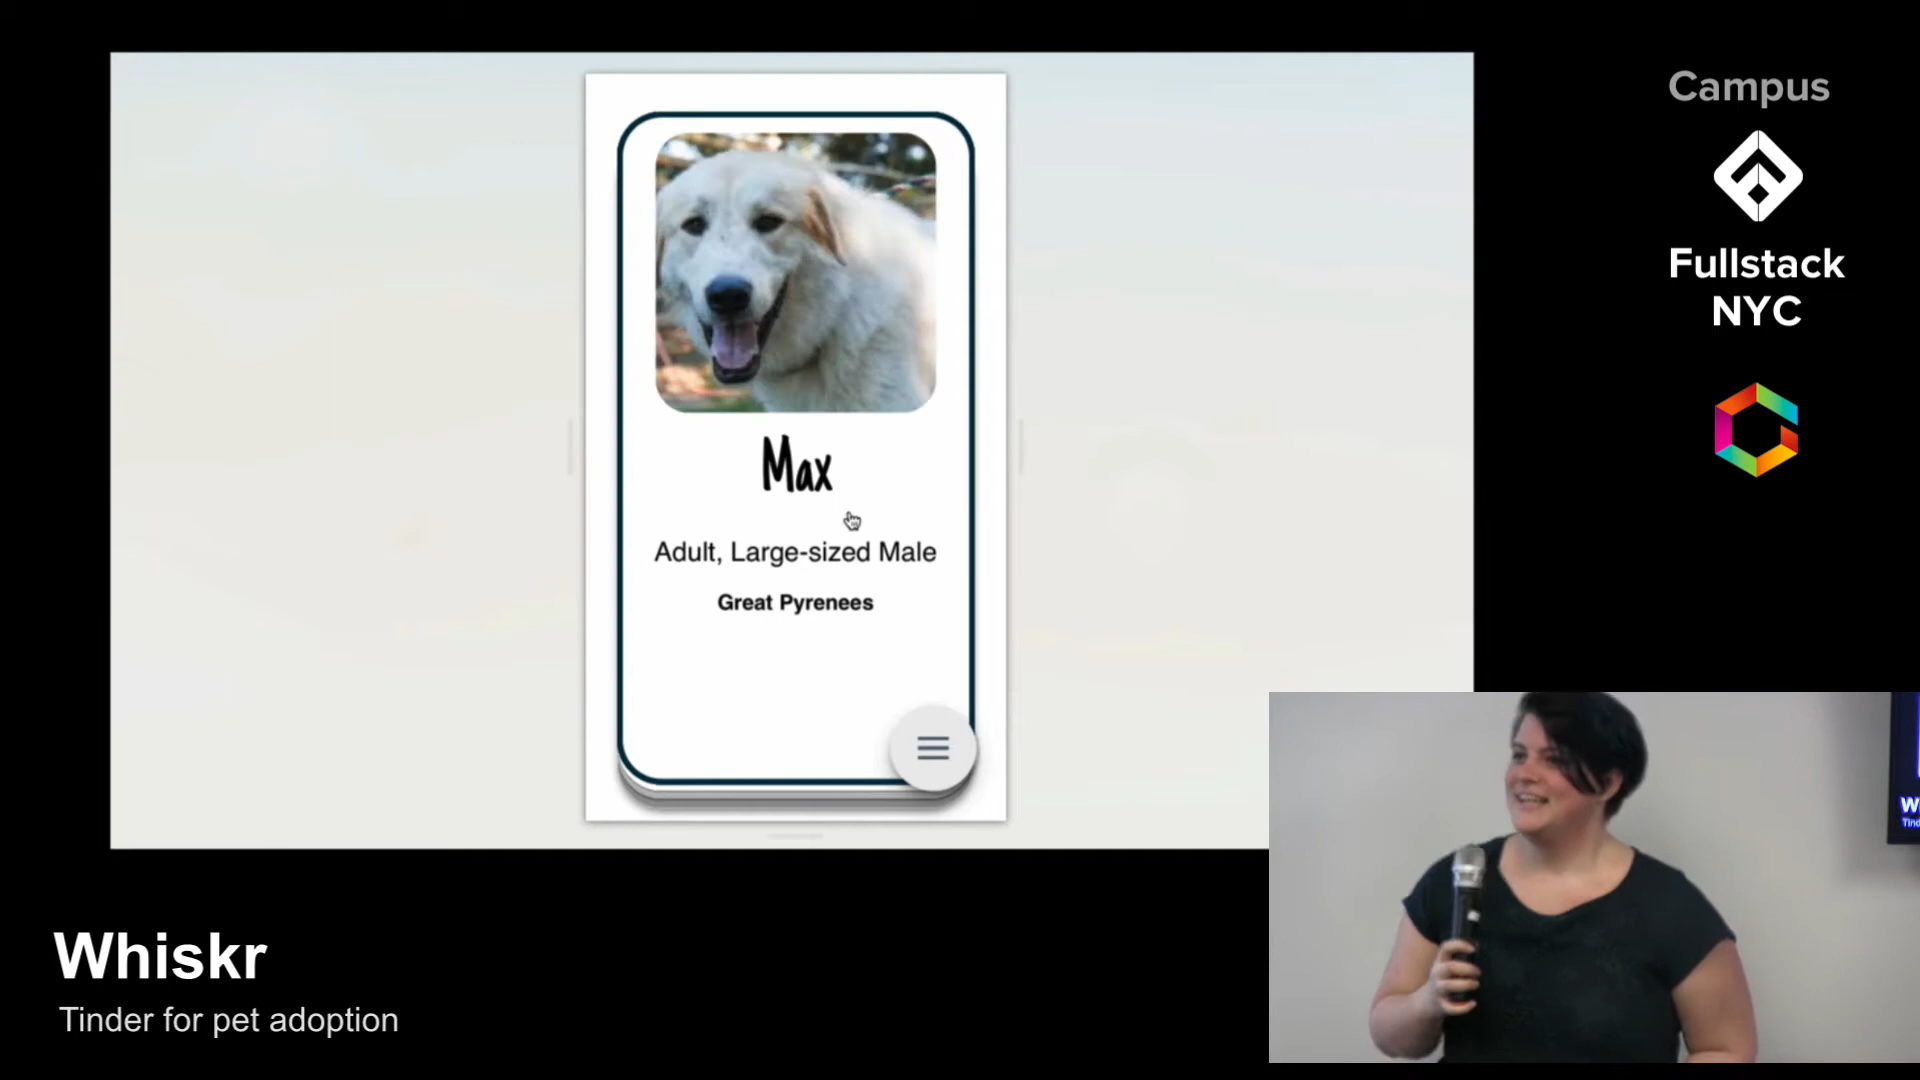 Campus
Fullstack
NYC
Max
Adult, Large-sized Male
Great Pyrenees
Whiskr
Tinder for pet adoption